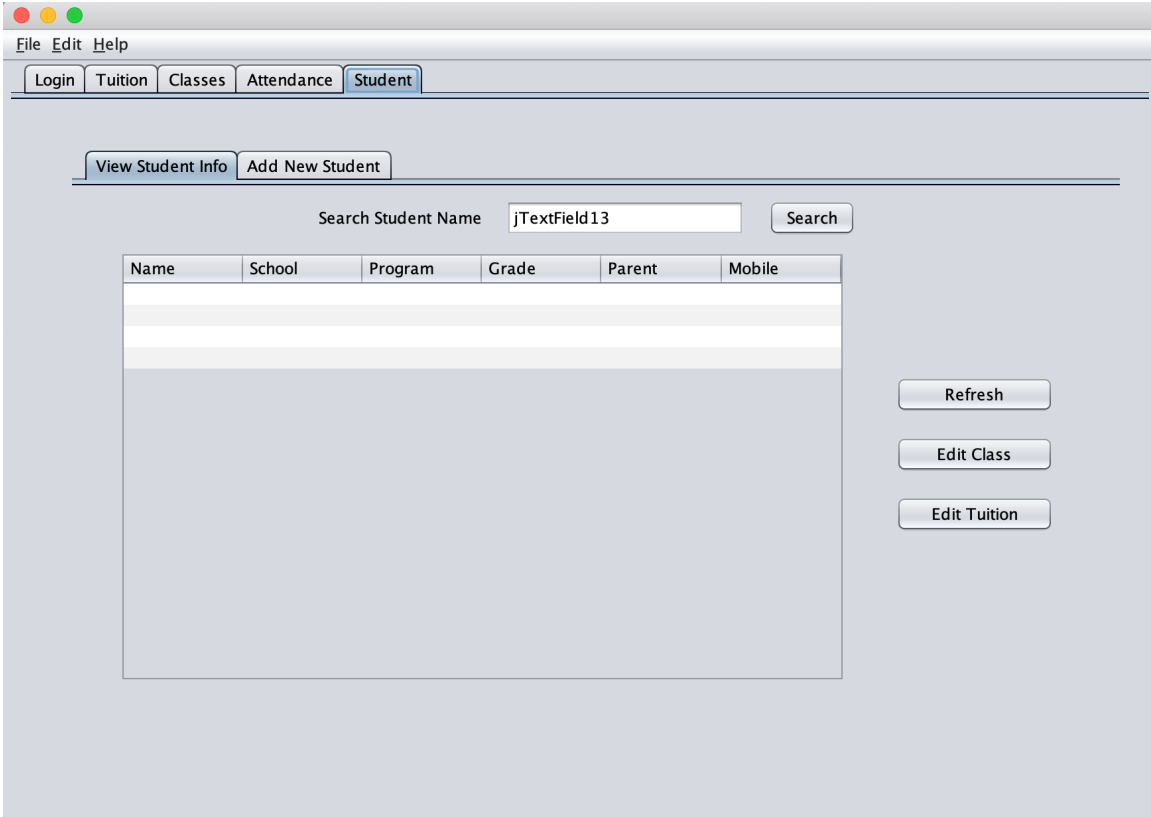 File Edit Help
Login Tuition Classes Attendance Student
View Student Info Add New Student
Search Student Name jTextField13 Search
Name School Program Grade Parent Mobile
Refresh
Edit Class
Edit Tuition